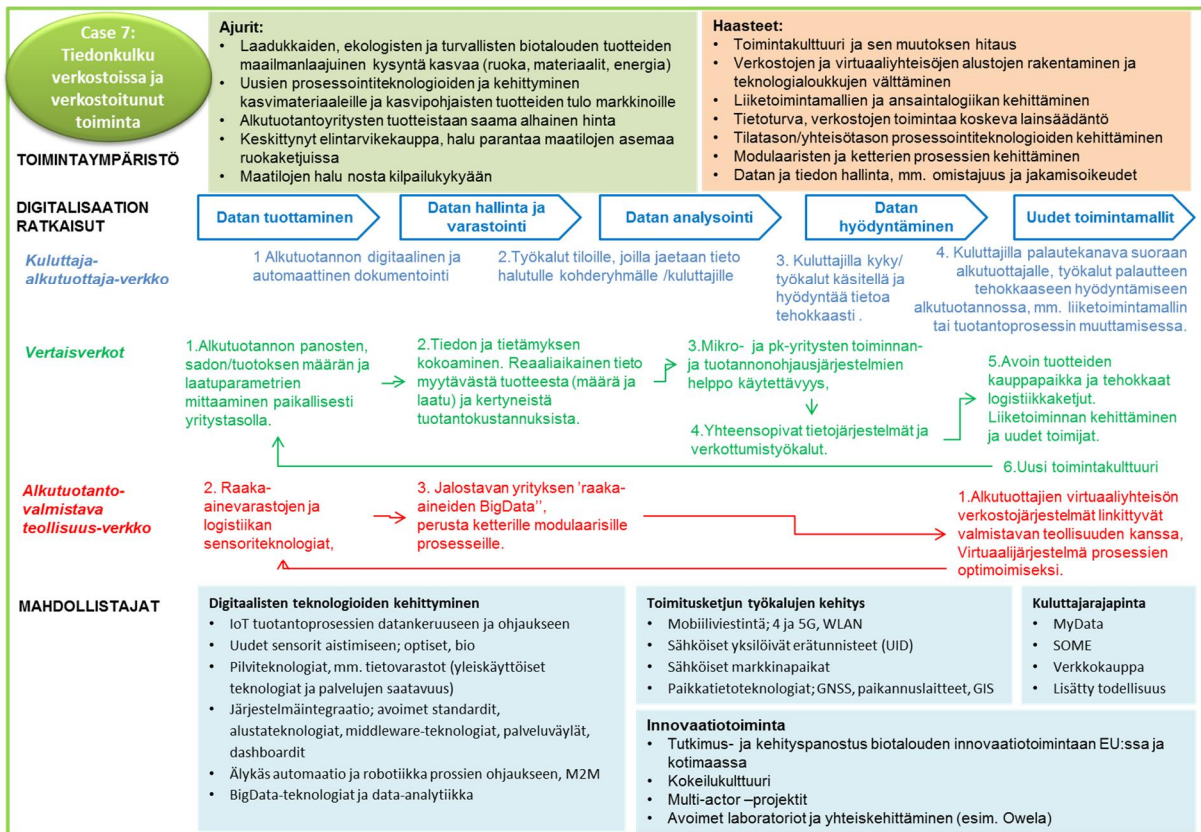 Case 7:
Tiedonkulku
verkostoissa ja
verkostoitunut
toiminta
TOIMINTAYMPÄRISTÖ
Ajurit:
• Laadukkaiden, ekologisten ja turvallisten biotalouden tuotteiden
maailmanlaajuinen kysyntä kasvaa (ruoka, materiaalit, energia)
• Uusien prosessointiteknologioiden ja kehittyminen
kasvimateriaaleille ja kasvipohjaisten tuotteiden tulo markkinoille
• Alkutuotantoyritysten tuotteistaan saama alhainen hinta
• Keskittynyt elintarvikekauppa, halu parantaa maatilojen asemaa
ruokaketjuissa
• Maatilojen halu nosta kilpailukykyään
Haasteet:
• Toimintakulttuuri ja sen muutoksen hitaus
• Verkostojen ja virtuaaliyhteisöjen alustojen rakentaminen ja
teknologialoukkujen välttäminen
• Liiketoimintamallien ja ansaintalogiikan kehittäminen
• Tietoturva, verkostojen toimintaa koskeva lainsäädäntö
• Tilatason/yhteisötason prosessointiteknologioiden kehittäminen
• Modulaaristen ja ketterien prosessien kehittäminen
• Datan ja tiedon hallinta, mm. omistajuus ja jakamisoikeudet
DIGITALISAATION
RATKAISUT
Datan tuottaminen
Datan hallinta ja
varastointi
Datan analysointi
Datan
hyödyntäminen
Uudet toimintamallit
Kuluttaja-
alkutuottaja-verkko
1 Alkutuotannon digitaalinen ja
automaattinen dokumentointi
2.Työkalut tiloille, joilla jaetaan tieto
halutulle kohderyhmälle /kuluttajille
3. Kuluttajilla kyky/
työkalut käsitellä ja
hyödyntää tietoa
tehokkaasti .
4. Kuluttajilla palautekanava suoraan
alkutuottajalle, työkalut palautteen
tehokkaaseen hyödyntämiseen
alkutuotannossa, mm. liiketoimintamallin
tai tuotantoprosessin muuttamisessa.
Vertaisverkot
1.Alkutuotannon panosten,
sadon/tuotoksen määrän ja
laatuparametrien
mittaaminen paikallisesti
yritystasolla.
2.Tiedon ja tietämyksen
kokoaminen. Reaaliaikainen tieto
myytävästä tuotteesta (määrä ja
laatu) ja kertyneistä
tuotantokustannuksista.
3.Mikro- ja pk-yritysten toiminnan-
ja tuotannonohjausjärjestelmien
helppo käytettävyys,
4.Yhteensopivat tietojärjestelmät ja
verkottumistyökalut.
5.Avoin tuotteiden
kauppapaikka ja tehokkaat
logistiikkaketjut.
Liiketoiminnan kehittäminen
ja uudet toimijat.
6.Uusi toimintakulttuuri
Alkutuotanto-
valmistava
teollisuus-verkko
2. Raaka-
ainevarastojen ja
logistiikan
sensoriteknologiat,
3. Jalostavan yrityksen ’raaka-
aineiden BigData’’,
perusta ketterille modulaarisille
prosesseille.
1.Alkutuottajien virtuaaliyhteisön
verkostojärjestelmät linkittyvät
valmistavan teollisuuden kanssa,
Virtuaalijärjestelmä prosessien
optimoimiseksi.
MAHDOLLISTAJAT
Digitaalisten teknologioiden kehittyminen
• IoT tuotantoprosessien datankeruuseen ja ohjaukseen
• Uudet sensorit aistimiseen; optiset, bio
• Pilviteknologiat, mm. tietovarastot (yleiskäyttöiset
teknologiat ja palvelujen saatavuus)
• Järjestelmäintegraatio; avoimet standardit,
alustateknologiat, middleware-teknologiat, palveluväylät,
dashboardit
• Älykäs automaatio ja robotiikka prossien ohjaukseen, M2M
• BigData-teknologiat ja data-analytiikka
Toimitusketjun työkalujen kehitys
• Mobiiliviestintä; 4 ja 5G, WLAN
• Sähköiset yksilöivät erätunnisteet (UID)
• Sähköiset markkinapaikat
• Paikkatietoteknologiat; GNSS, paikannuslaitteet, GIS
Kuluttajarajapinta
• MyData
• SOME
• Verkkokauppa
• Lisätty todellisuus
Innovaatiotoiminta
• Tutkimus- ja kehityspanostus biotalouden innovaatiotoimintaan EU:ssa ja
kotimaassa
• Kokeilukulttuuri
• Multi-actor –projektit
• Avoimet laboratoriot ja yhteiskehittäminen (esim. Owela)